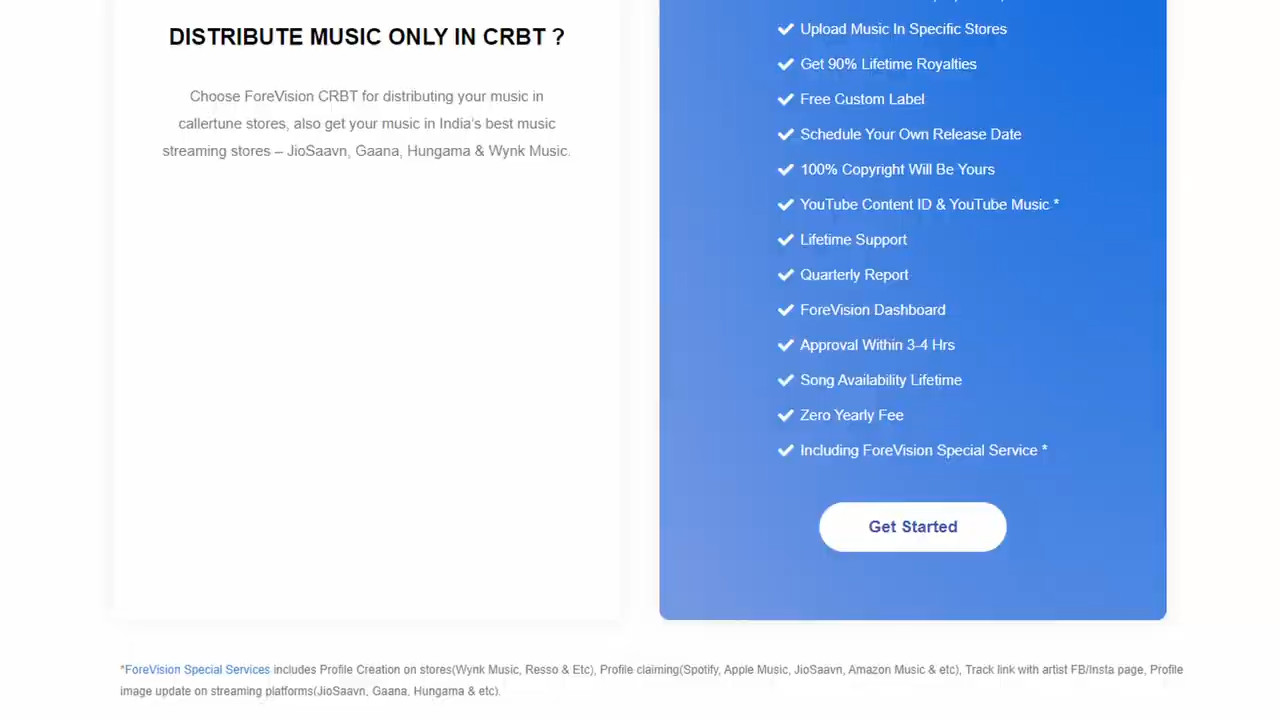 DISTRIBUTE MUSIC ONLY IN CRBT ?
Choose ForeVision CRBT for distributing your music in
callertune stores, also get your music in India's best music
streaming stores – JioSaavn, Gaana, Hungama & Wynk Music.
Upload Music In Specific Stores
Get 90% Lifetime Royalties
Free Custom Label
Schedule Your Own Release Date
100% Copyright Will Be Yours
YouTube Content ID & YouTube Music *
Lifetime Support
Quarterly Report
ForeVision Dashboard
Approval Within 3-4 Hrs
Song Availability Lifetime
Zero Yearly Fee
Including ForeVision Special Service *
Get Started
*ForeVision Special Services includes Profile Creation on stores(Wynk Music, Resso & Etc), Profile claiming(Spotify, Apple Music, JioSaavn, Amazon Music & etc), Track link with artist FB/Insta page, Profile
image update on streaming platforms(JioSaavn, Gaana, Hungama & etc).